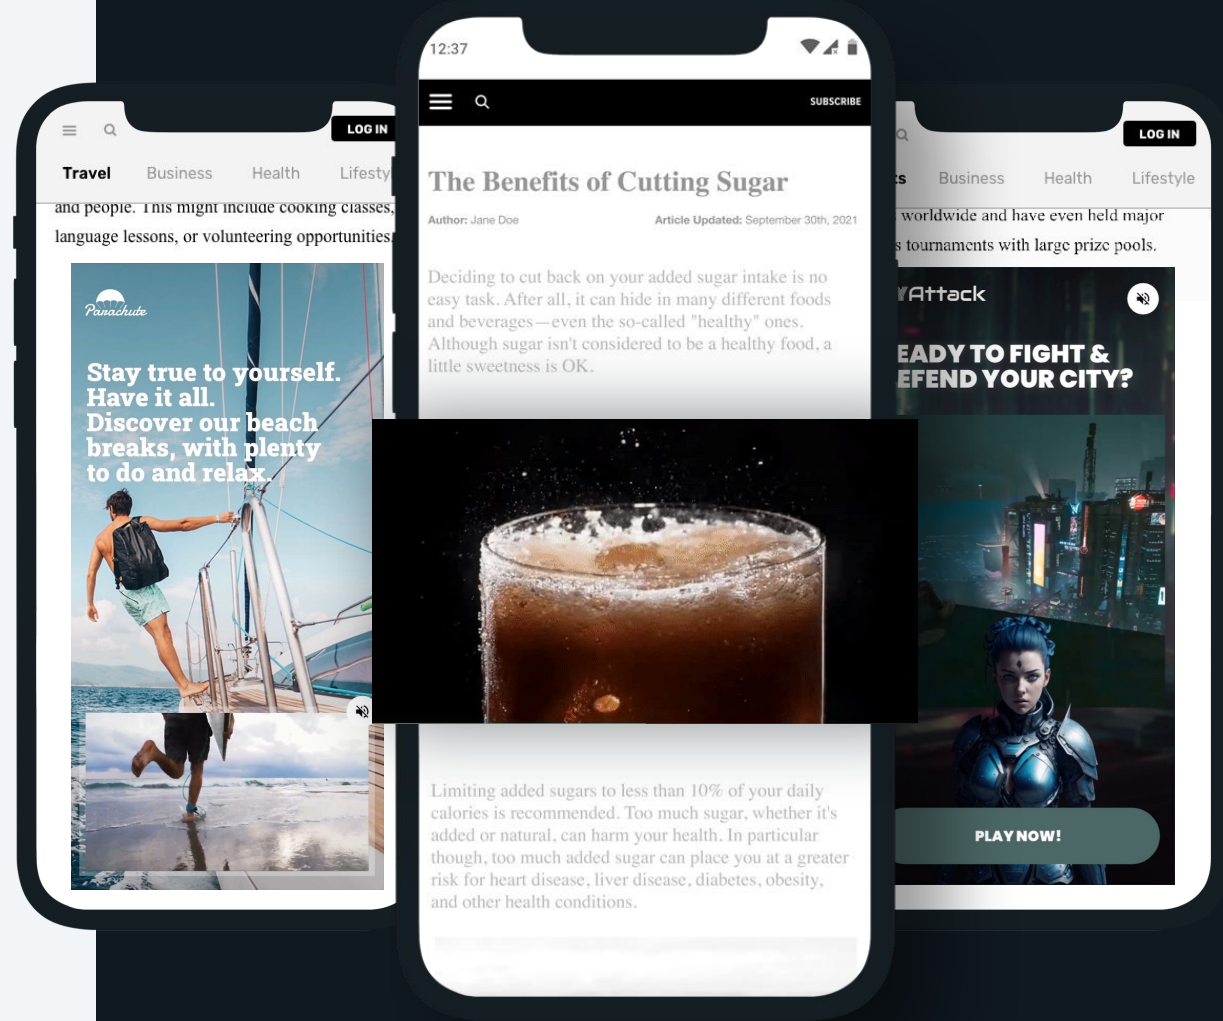 LOG IN
Travel Business Health
and people. This might include cooking classes,
language lessons, or volunteering opportunities.
Parachute
Stay true to yourself.
Have it all.
Discover our beach
breaks, with plenty
to do and relax.
12:37
SUBSCRIBE
The Benefits of Cutting Sugar
Author: Jane Doe Article Updated: September 30th, 2021
Deciding to cut back on your added sugar intake is no
easy task. After all, it can hide in many different foods
and beverages—even the so-called "healthy" ones.
Although sugar isn't considered to be a healthy food, a
little sweetness is OK.
Limiting added sugars to less than 10% of your daily
calories is recommended. Too much sugar, whether it's
added or natural, can harm your health. In particular
though, too much added sugar can place you at a greater
risk for heart disease, liver disease, diabetes, obesity,
and other health conditions.
LOG IN
Business Health Lifestyle
worldwide and have even held major
tournaments with large prize pools.
Attack
EADY TO FIGHT &
EFEND YOUR CITY?
PLAY NOW!